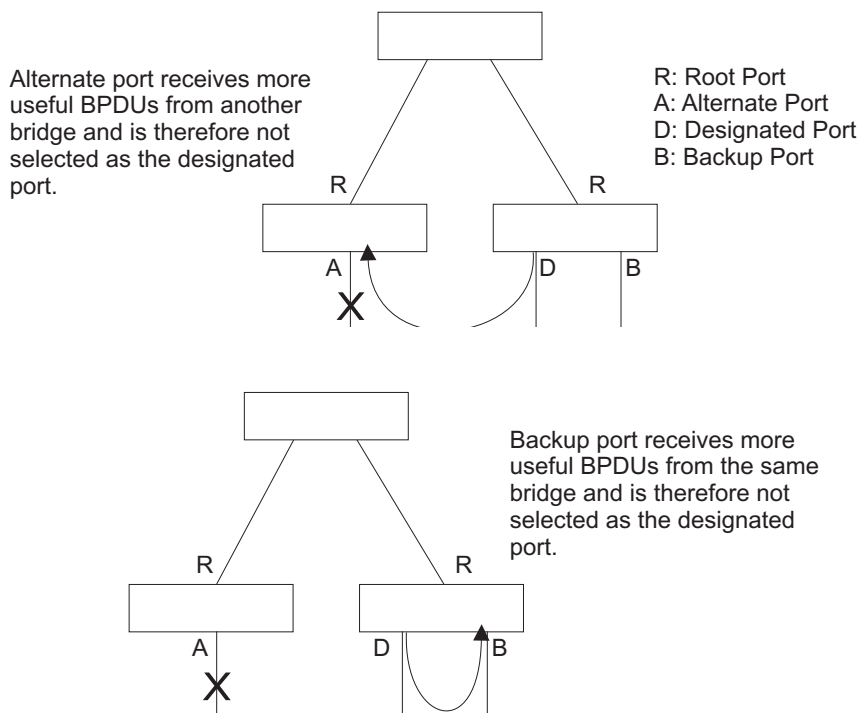 Alternate port receives more
useful BPDUs from another
bridge and is therefore not
selected as the designated
port.
R: Root Port
A: Alternate Port
D: Designated Port
B: Backup Port
R
R
A
D
B
X
Backup port receives more
useful BPDUs from the same
bridge and is therefore not
selected as the designated
port.
R
R
A
D
B
X